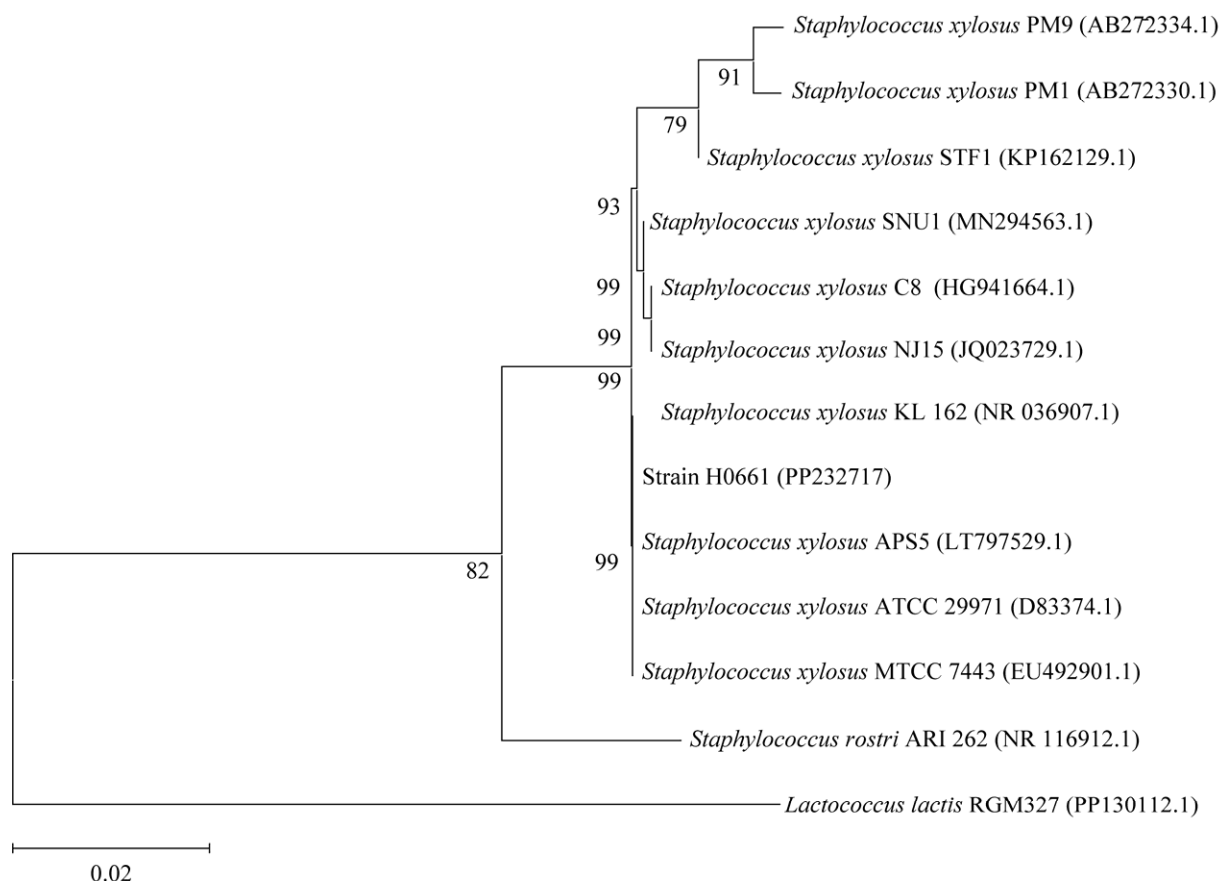 Staphylococcus xylosus PM9 (AB272334.1)
91
Staphylococcus xylosus PM1 (AB272330.1)
79
Staphylococcus xylosus STF1 (KP162129.1)
93
Staphylococcus xylosus SNU1 (MN294563.1)
99
Staphylococcus xylosus C8 (HG941664.1)
99
Staphylococcus xylosus NJ15 (JQ023729.1)
99
Staphylococcus xylosus KL 162 (NR 036907.1)
Strain H0661 (PP232717)
Staphylococcus xylosus APS5 (LT797529.1)
99
82
Staphylococcus xylosus ATCC 29971 (D83374.1)
Staphylococcus xylosus MTCC 7443 (EU492901.1)
Staphylococcus rostri ARI 262 (NR 116912.1)
Lactococcus lactis RGM327 (PP130112.1)
0.02